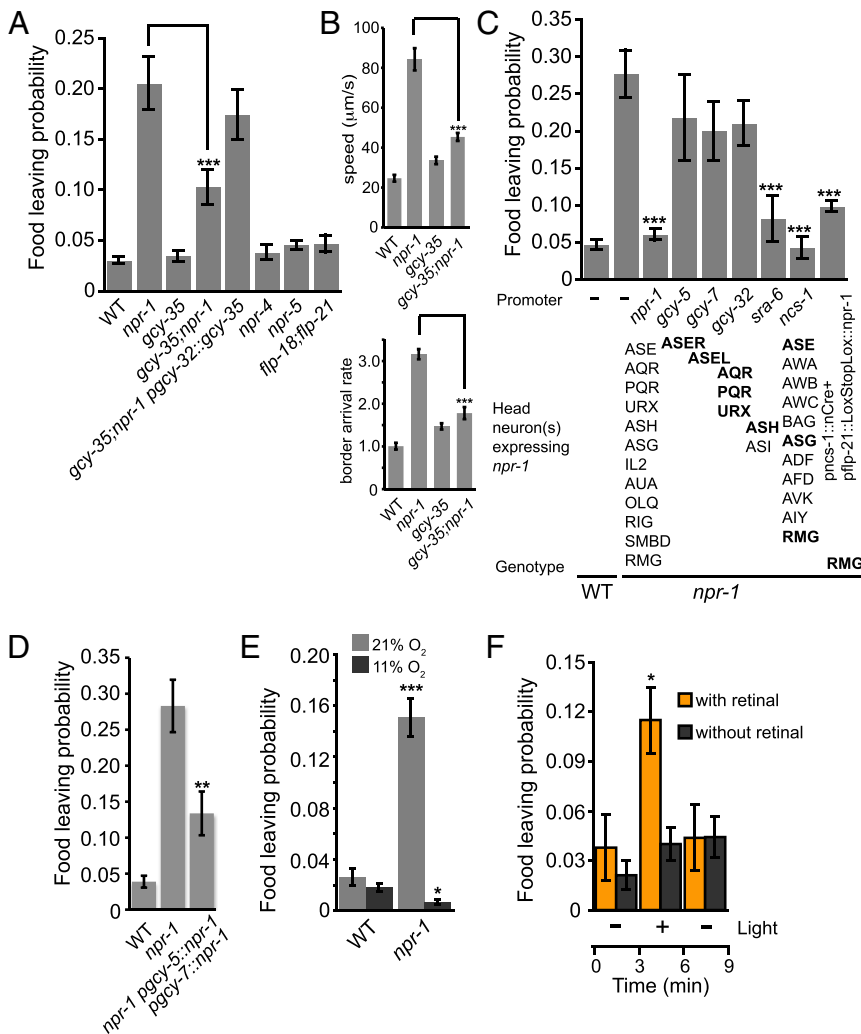 A
Food leaving probability
0.25
0.20
0.15
0.10
0.05
0
***
WT
npr-1
gcy-35
gcy-35;npr-1
gcy-35;npr-1 pgcy-32::gcy-35
npr-4
npr-5
flp-18;flp-21
B
speed (µm/s)
100
80
60
40
20
0
***
WT
npr-1
gcy-35
gcy-35;npr-1
border arrival rate
3.0
2.0
1.0
0
***
WT
npr-1
gcy-35
gcy-35;npr-1
C
Food leaving probability
0.35
0.30
0.25
0.20
0.15
0.10
0.05
0.00
***
***
***
***
Promoter
–
–
npr-1
gcy-5
gcy-7
gcy-32
sra-6
ncs-1
pncs-1::nCre+
pflp-21::LoxStopLox::npr-1
Head
neuron(s)
expressing
npr-1
ASE
AQR
PQR
URX
ASH
ASG
IL2
AUA
OLQ
RIG
SMBD
RMG
ASER
ASEL
AQR
PQR
URX
ASH
ASI
ASE
AWA
AWB
AWC
BAG
ASG
ADF
AFD
AVK
AIY
RMG
RMG
Genotype
WT
npr-1
D
Food leaving probability
0.35
0.30
0.25
0.20
0.15
0.10
0.05
0
**
WT
npr-1
npr-1 pgcy-5::npr-1
pgcy-7::npr-1
E
21% O2
11% O2
Food leaving probability
0.20
0.16
0.12
0.08
0.04
0
***
*
WT
npr-1
F
Food leaving probability
0.15
0.12
0.09
0.06
0.03
0
*
with retinal
without retinal
– + – Light
0 3 6 9
Time (min)